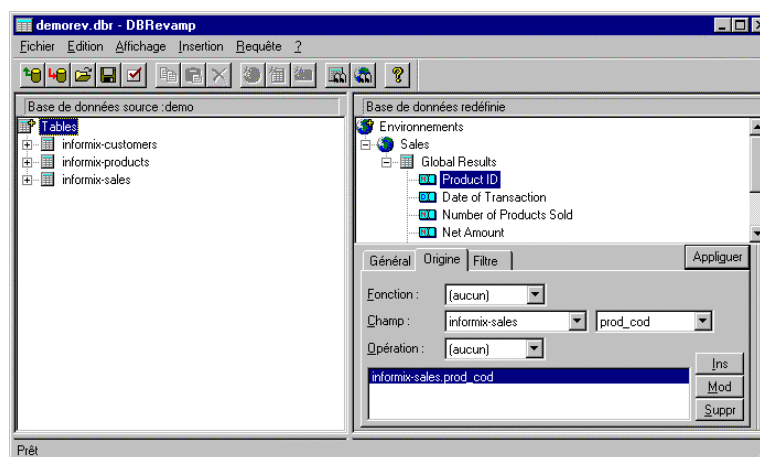 demorev.dbr - DBRevamp
Fichier Edition Affichage Insertion Requête ?
Base de données source :demo
Tables
informix-customers
informix-products
informix-sales
Base de données redéfinie
Environnements
Sales
Global Results
Product ID
Date of Transaction
Number of Products Sold
Net Amount
Général Origine Filtre Appliguer
Fonction : (aucun)
Champ : informix-sales prod_cod
Opération : (aucun)
informix-sales.prod_cod
Ins
Mod
Suppr
Prêt